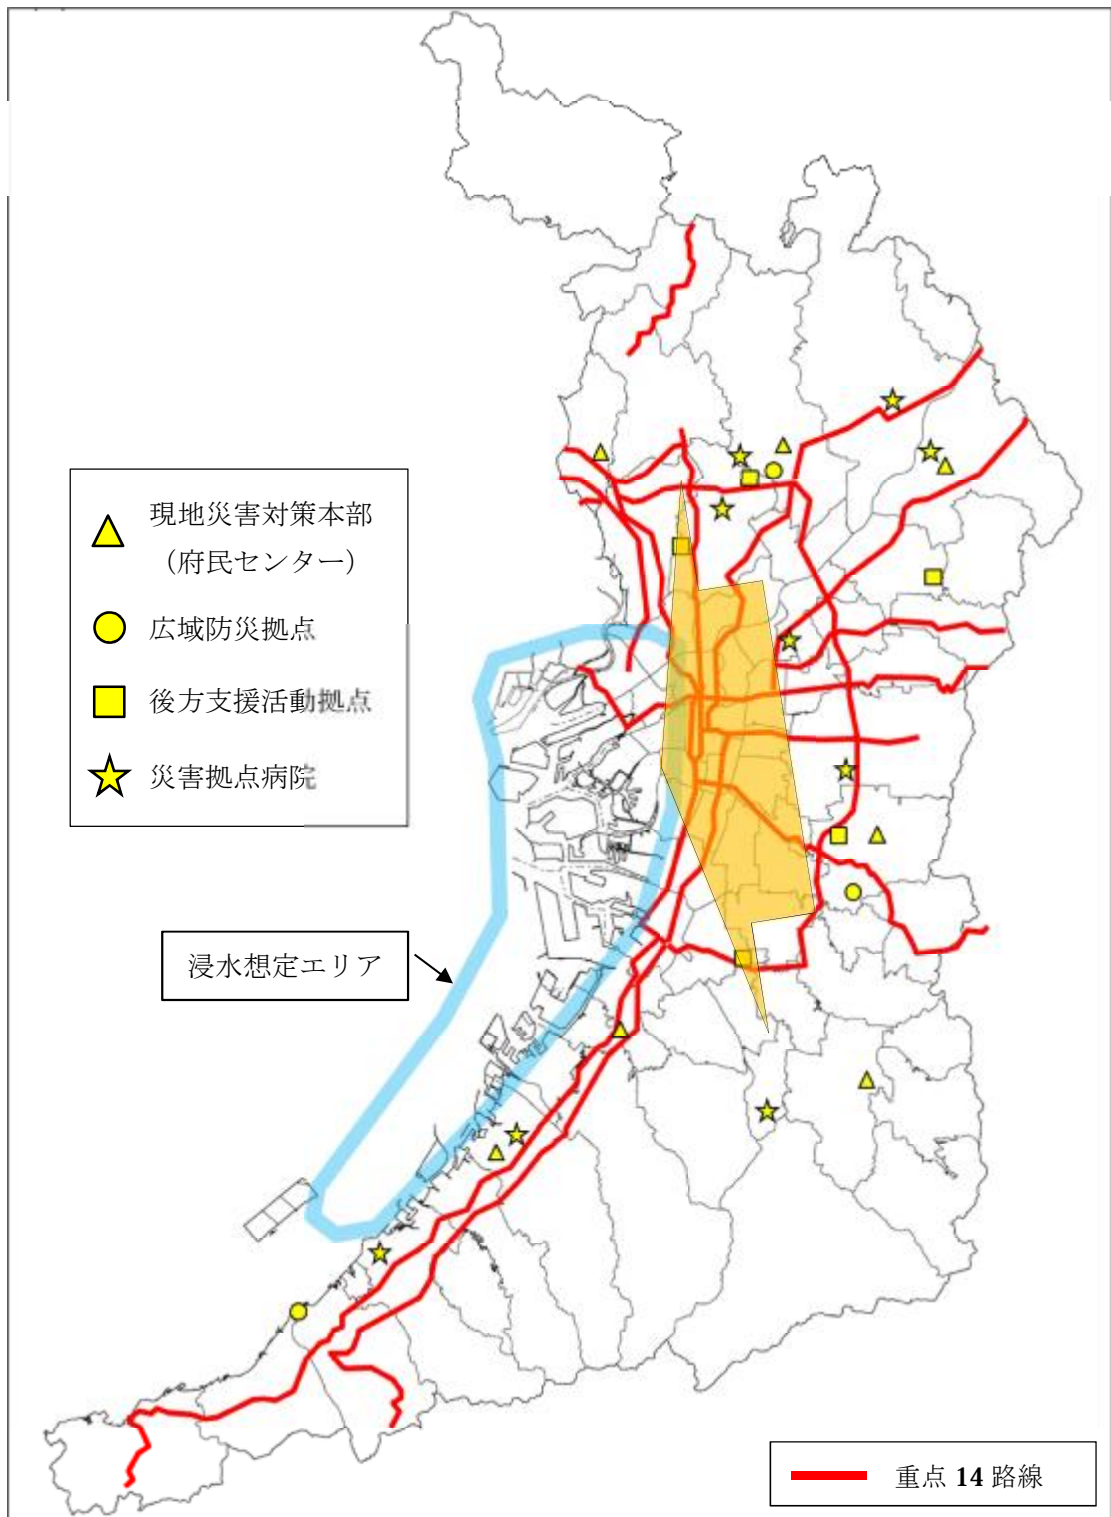 現地災害対策本部
（府民センター）
広域防災拠点
後方支援活動拠点
災害拠点病院
浸水想定エリア
重点 14 路線